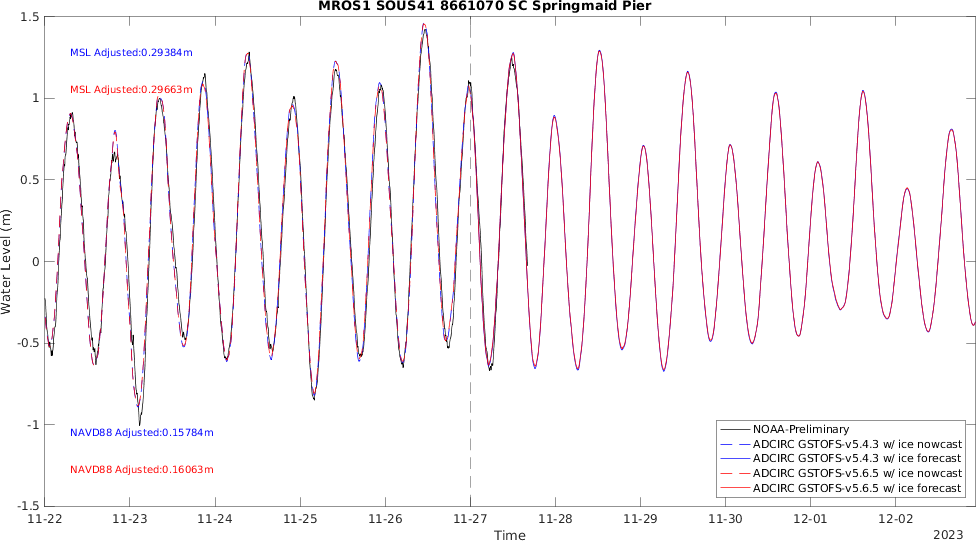 MROS1 SOUS41 8661070 SC Springmaid Pier
1.5
MSL Adjusted:0.29384m
MSL Adjusted:0.29663m
1
0.5
Water Level (m)
0
-0.5
-1
NAVD88 Adjusted:0.15784m
NAVD88 Adjusted:0.16063m
-1.5
NOAA-Preliminary
ADCIRC GSTOFS-v5.4.3 w/ ice nowcast
ADCIRC GSTOFS-v5.4.3 w/ ice forecast
ADCIRC GSTOFS-v5.6.5 w/ ice nowcast
ADCIRC GSTOFS-v5.6.5 w/ ice forecast
11-22 11-23 11-24 11-25 11-26 11-27 11-28 11-29 11-30 12-01 12-02
Time
2023